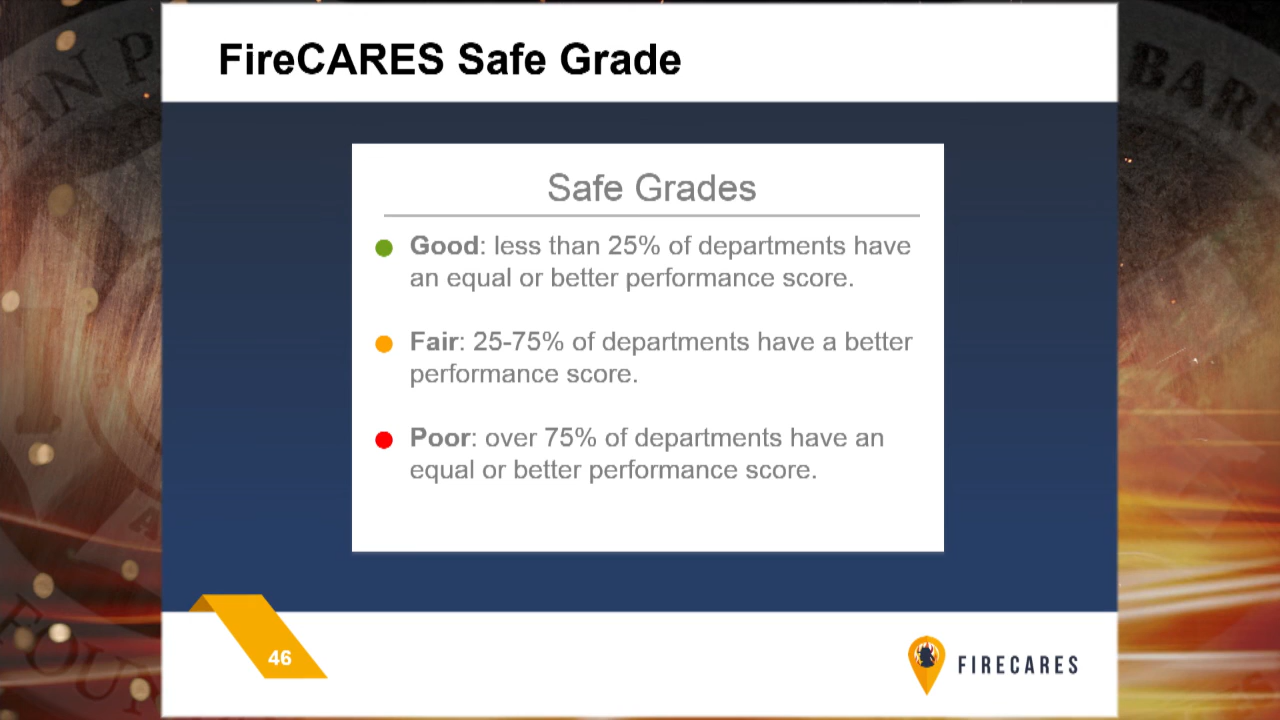 FireCARES Safe Grade
Safe Grades
Good: less than 25% of departments have
an equal or better performance score.
Fair: 25-75% of departments have a better
performance score.
Poor: over 75% of departments have an
equal or better performance score.
46
FIRECARES